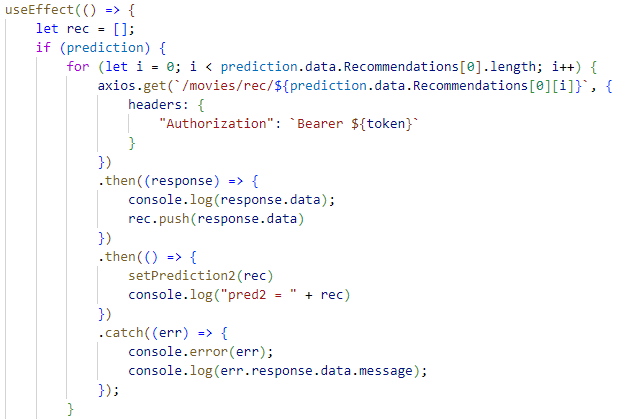 useEffect(() => {
    let rec = [];
    if (prediction) {
        for (let i = 0; i < prediction.data.Recommendations[0].length; i++) {
            axios.get(`/movies/rec/${prediction.data.Recommendations[0][i]}`, {
                headers: {
                    "Authorization": `Bearer ${token}`
                }
            })
            .then((response) => {
                console.log(response.data);
                rec.push(response.data)
            })
            .then(() => {
                setPrediction2(rec)
                console.log("pred2 = " + rec)
            })
            .catch((err) => {
                console.error(err);
                console.log(err.response.data.message);
            });
        }